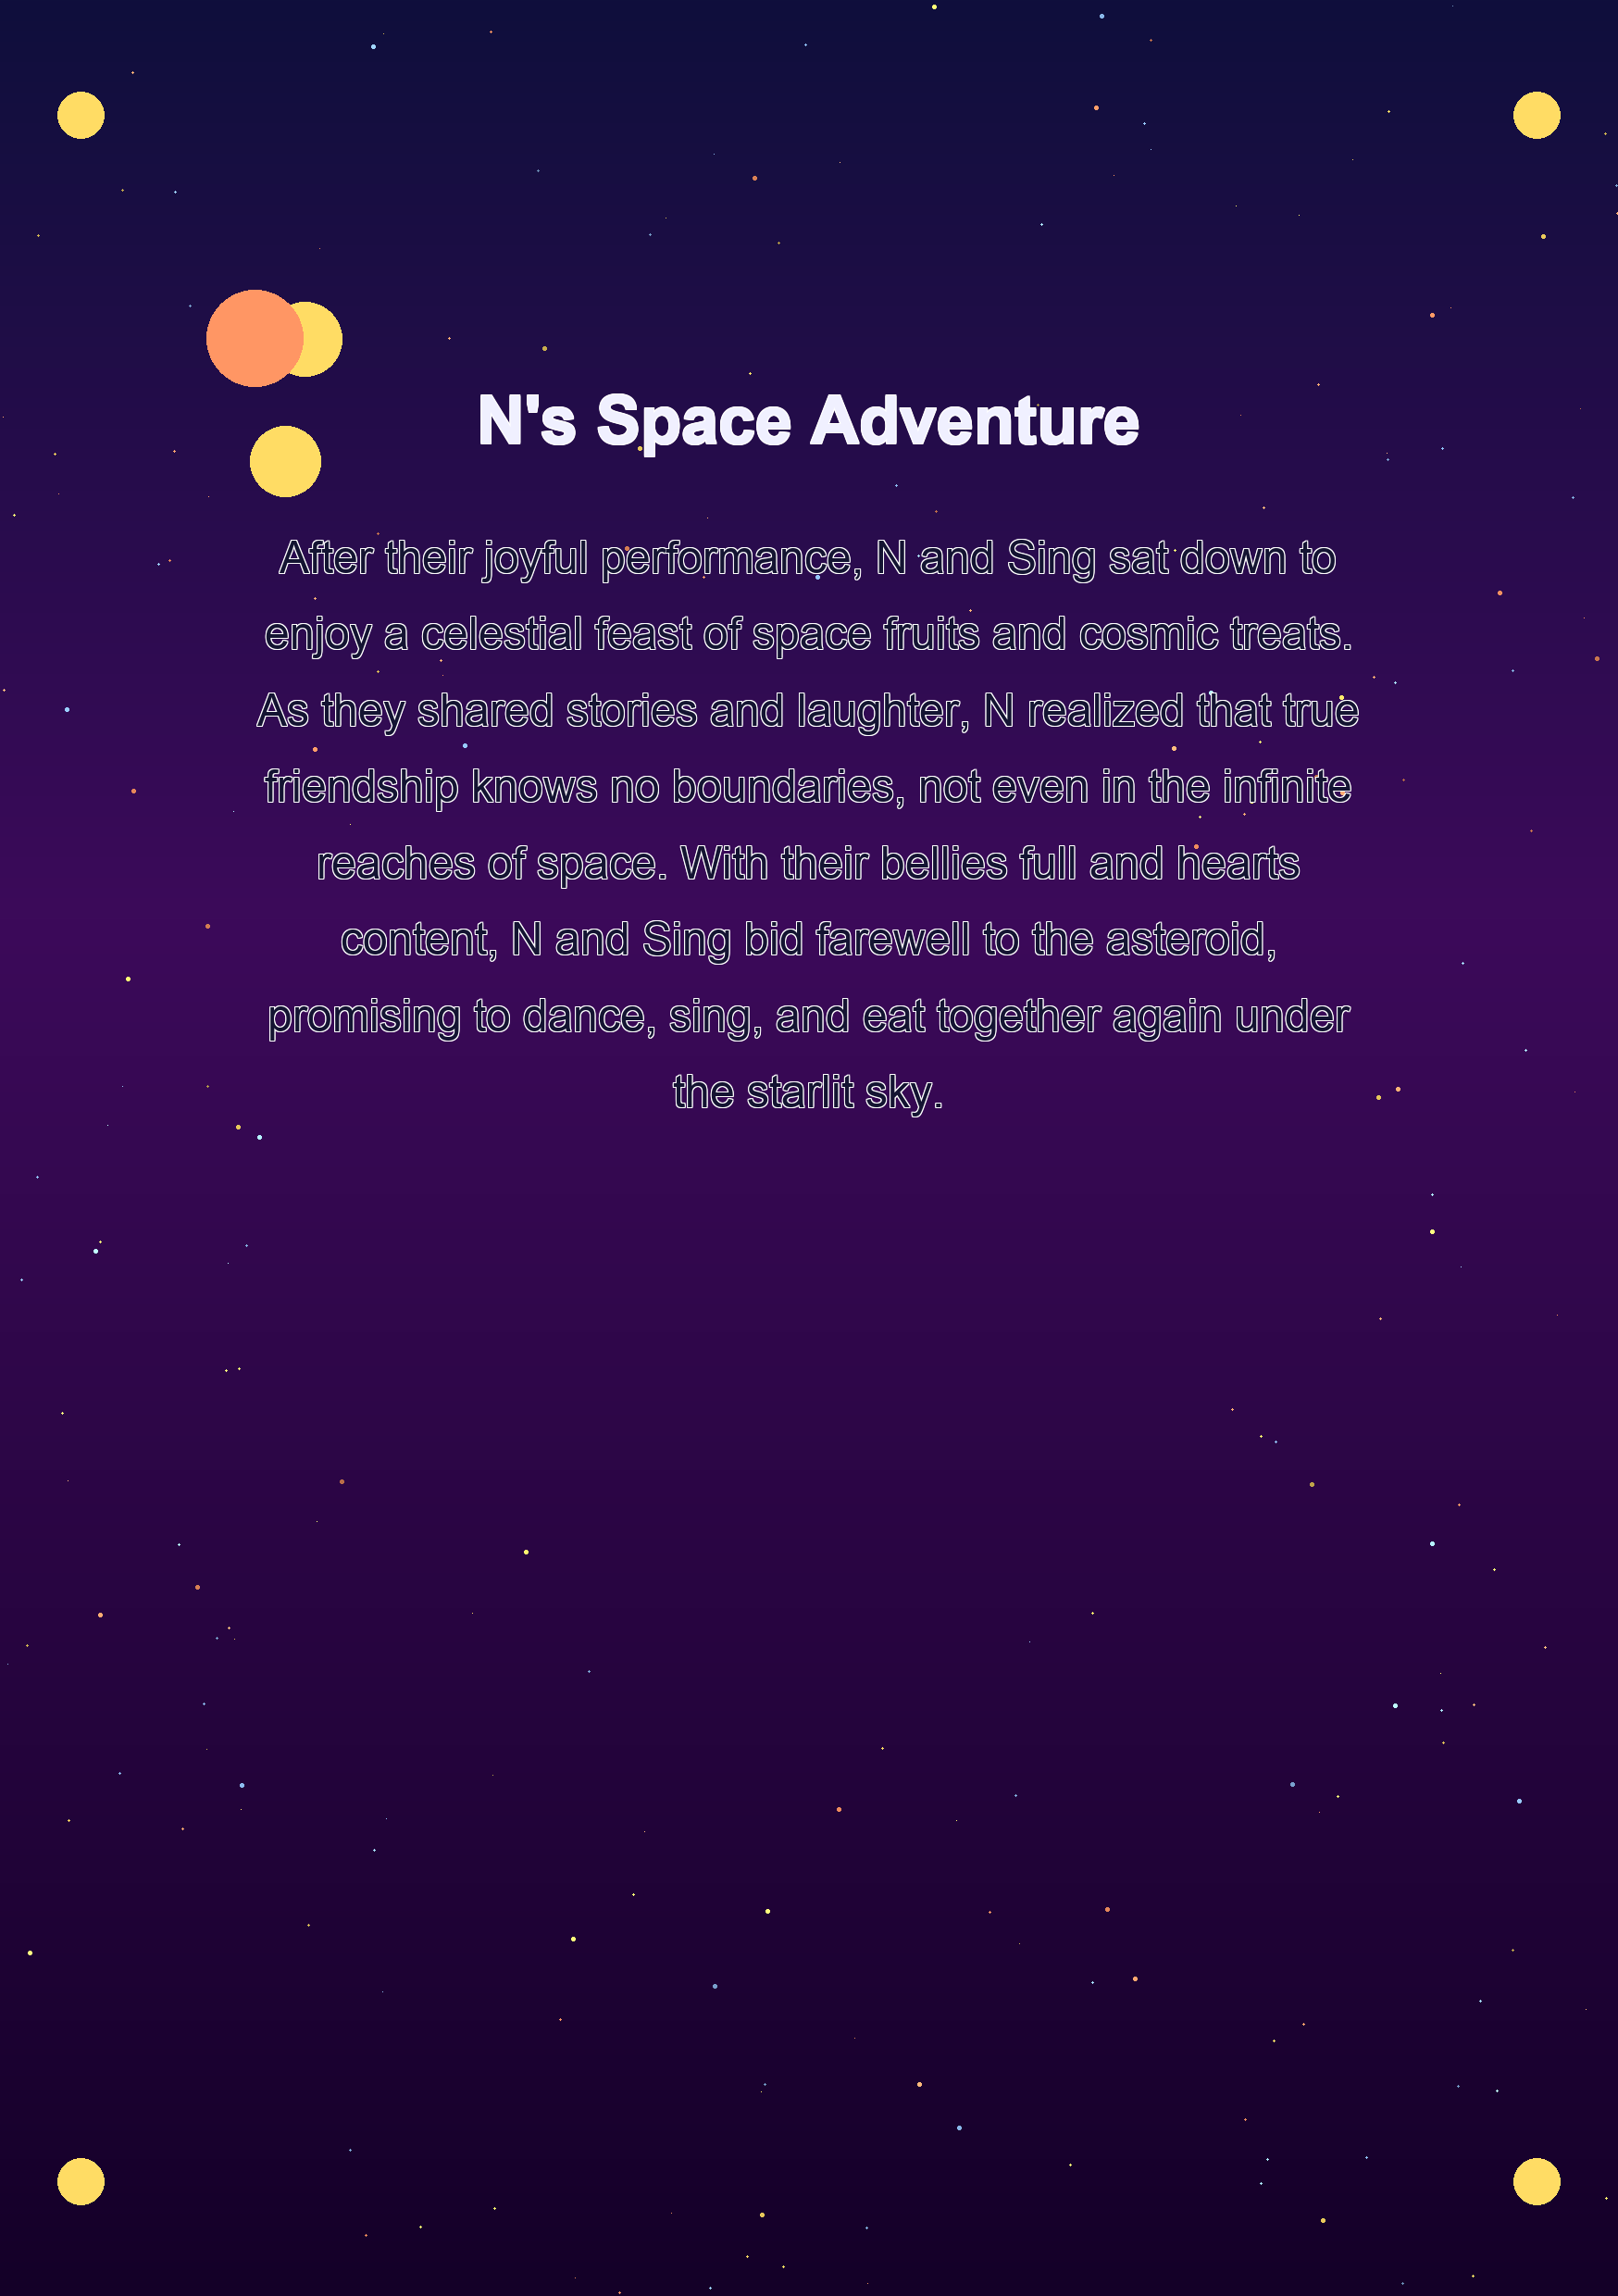 N's Space Adventure
After their joyful performance, N and Sing sat down to
enjoy a celestial feast of space fruits and cosmic treats.
As they shared stories and laughter, N realized that true
friendship knows no boundaries, not even in the infinite
reaches of space. With their bellies full and hearts
content, N and Sing bid farewell to the asteroid,
promising to dance, sing, and eat together again under
the starlit sky.